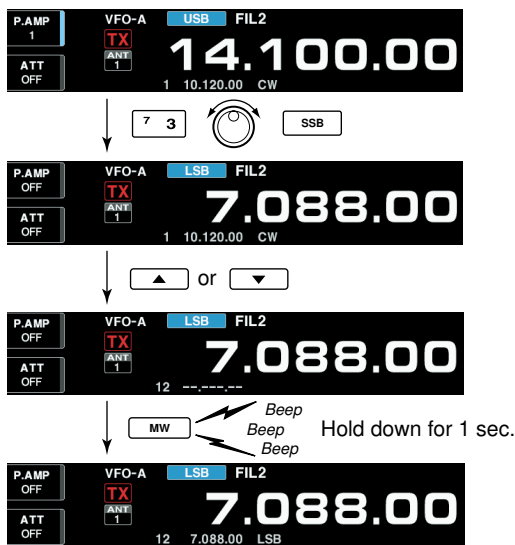 P.AMP 1 VFO-A USB FIL2
TX
ANT 1
ATT OFF
14.100.00
1 10.120.00 CW
7 3 SSB
P.AMP OFF VFO-A LSB FIL2
TX
ANT 1
ATT OFF
7.088.00
1 10.120.00 CW
▲ or ▼
P.AMP OFF VFO-A LSB FIL2
TX
ANT 1
ATT OFF
7.088.00
12 --.---.--
MW Beep
Beep
Beep
Hold down for 1 sec.
P.AMP OFF VFO-A LSB FIL2
TX
ANT 1
ATT OFF
7.088.00
12 7.088.00 LSB